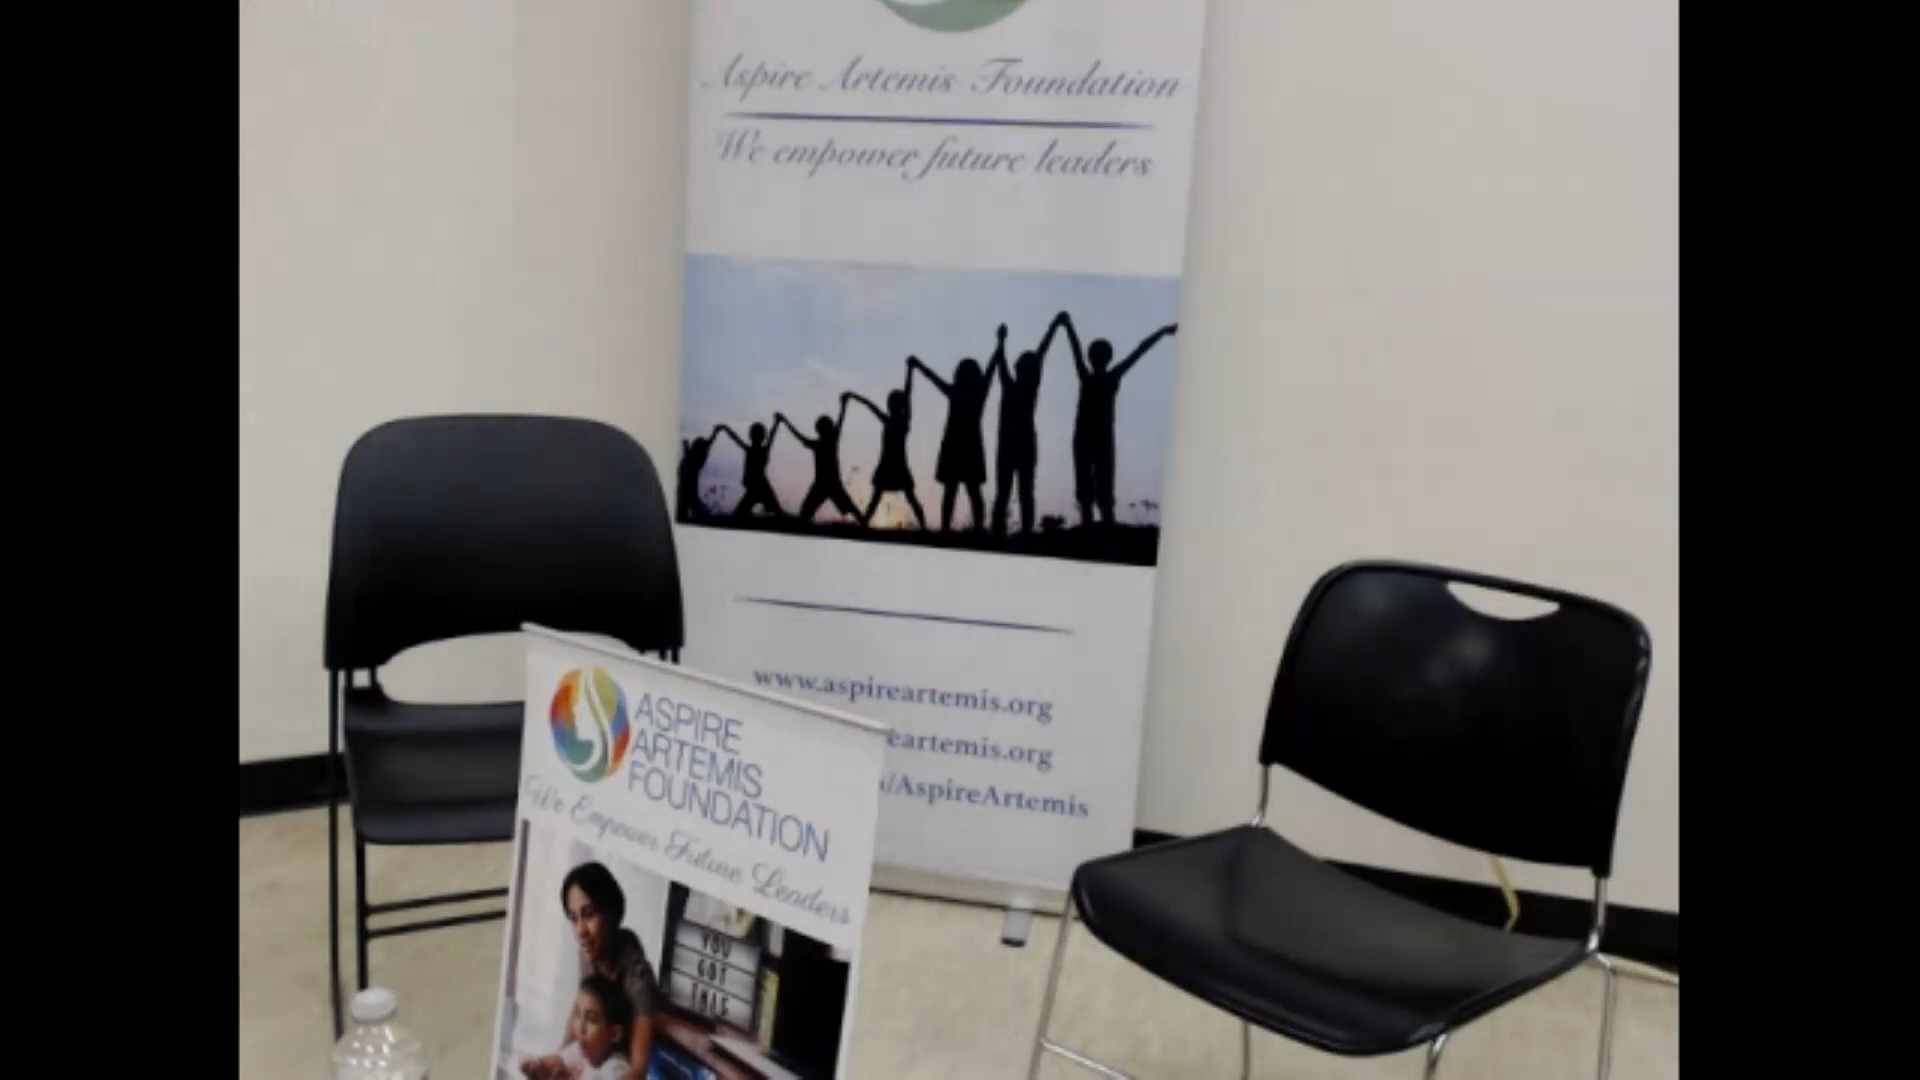 Aspire Artemis Foundation
We empower future leaders
www.aspireartemis.org
eartemis.org
/AspireArtemis
ASPIRE
ARTEMIS
FOUNDATION
We Empower Future Leaders
YOU
GOT
THIS